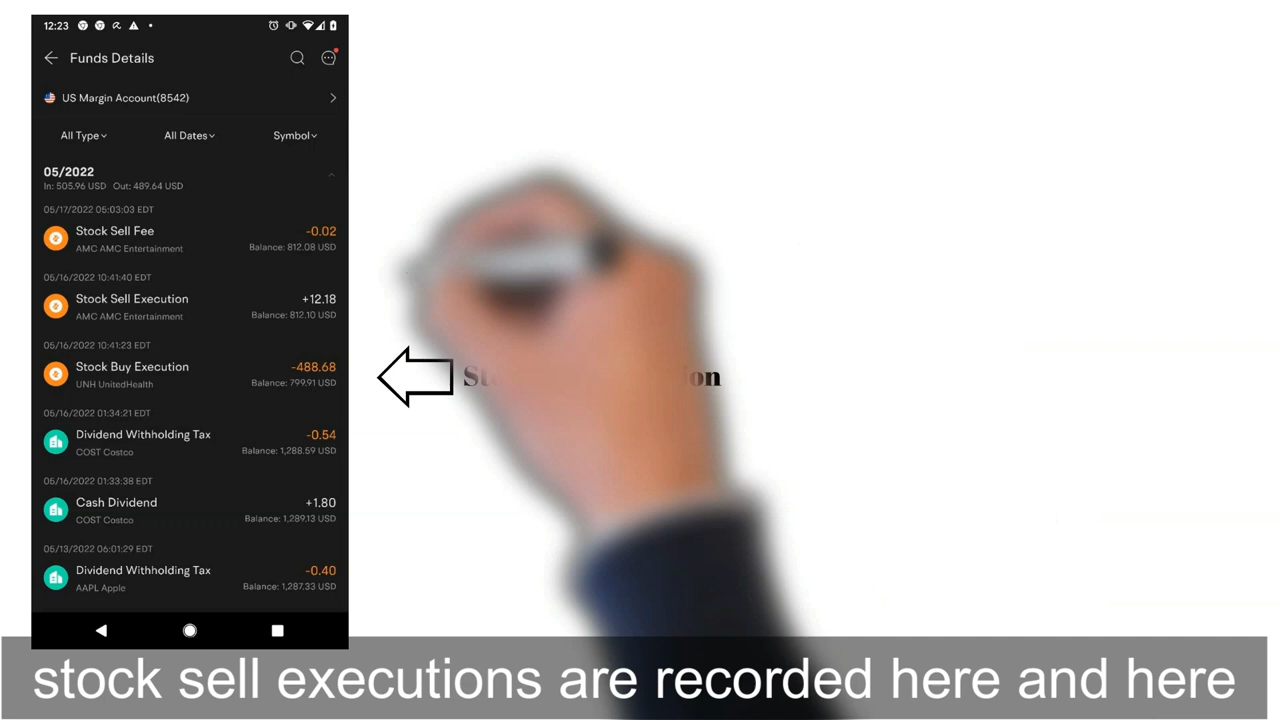 12:23
Funds Details
US Margin Account(8542)
All Type All Dates Symbol
05/2022
In: 505.96 USD Out: 489.64 USD
05/17/2022 05:03:03 EDT
Stock Sell Fee -0.02
AMC AMC Entertainment Balance: 812.08 USD
05/16/2022 10:41:40 EDT
Stock Sell Execution +12.18
AMC AMC Entertainment Balance: 812.10 USD
05/16/2022 10:41:23 EDT
Stock Buy Execution -488.68
UNH UnitedHealth Balance: 799.91 USD
05/16/2022 01:34:21 EDT
Dividend Withholding Tax -0.54
COST Costco Balance: 1,288.59 USD
05/16/2022 01:33:38 EDT
Cash Dividend +1.80
COST Costco Balance: 1,289.13 USD
05/13/2022 06:01:29 EDT
Dividend Withholding Tax -0.40
AAPL Apple Balance: 1,287.33 USD
stock sell executions are recorded here and here